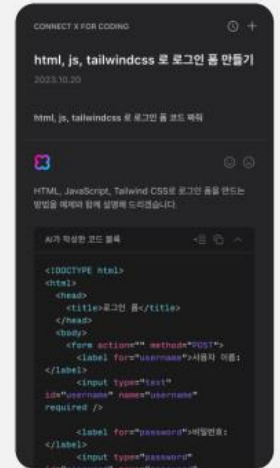 CONNECT X FOR CODING
html, js, tailwindcss 로 로그인 폼 만들기
2023.10.20
html, js, tailwindcss 로 로그인 폼 코드 짜줘
HTML, JavaScript, Tailwind CSS로 로그인 폼을 만드는
방법을 예제와 함께 설명해 드리겠습니다.
AI가 작성한 코드 블록
<!DOCTYPE html>
<html>
<head>
<title>로그인 폼</title>
</head>
<body>
<form action="" method="POST">
<label for="username">사용자 이름:
</label>
<input type="text"
id="username" name="username"
required />
<label for="password">비밀번호:
</label>
<input type="password"